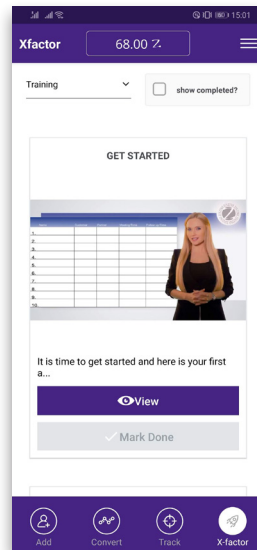 15:01
Xfactor
68.00 %
Training
show completed?
GET STARTED
1.
2.
3.
4.
5.
6.
7.
8.
9.
10.
It is time to get started and here is your first
a...
View
Mark Done
Add
Convert
Track
X-factor